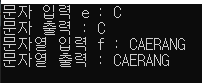 문자 입력 e : C
문자 출력 : C
문자열 입력 f : CAERANG
문자열 출력 : CAERANG